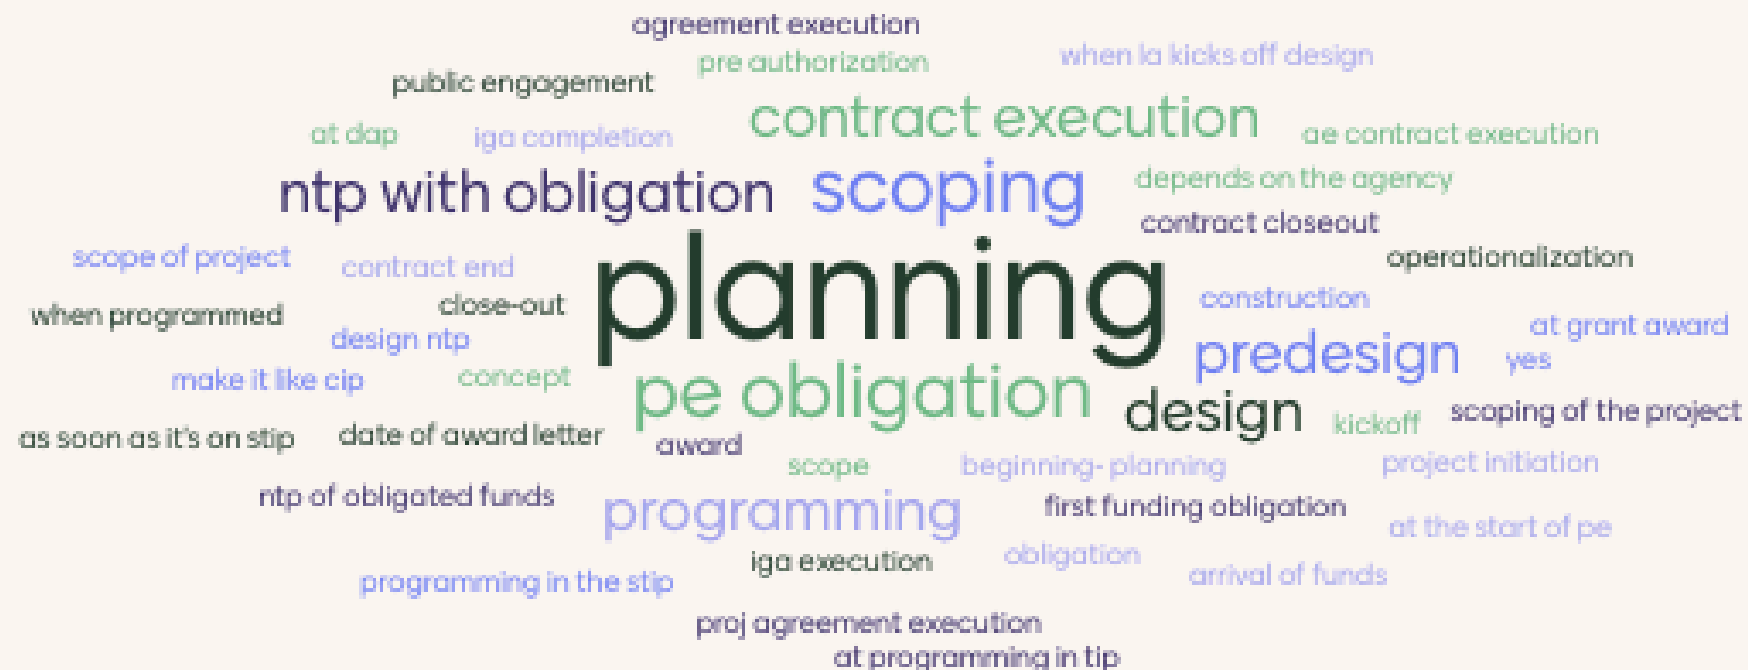 agreement execution
pre authorization
when la kicks off design
public engagement
contract execution
at dap
iga completion
ae contract execution
ntp with obligation
scoping
depends on the agency
contract closeout
scope of project
contract end
planning
operationalization
when programmed
close-out
construction
design ntp
at grant award
predesign
yes
make it like cip
concept
pe obligation
design
kickoff
scoping of the project
as soon as it's on stip
date of award letter
award
scope
beginning- planning
project initiation
ntp of obligated funds
programming
first funding obligation
at the start of pe
iga execution
obligation
programming in the stip
arrival of funds
proj agreement execution
at programming in tip